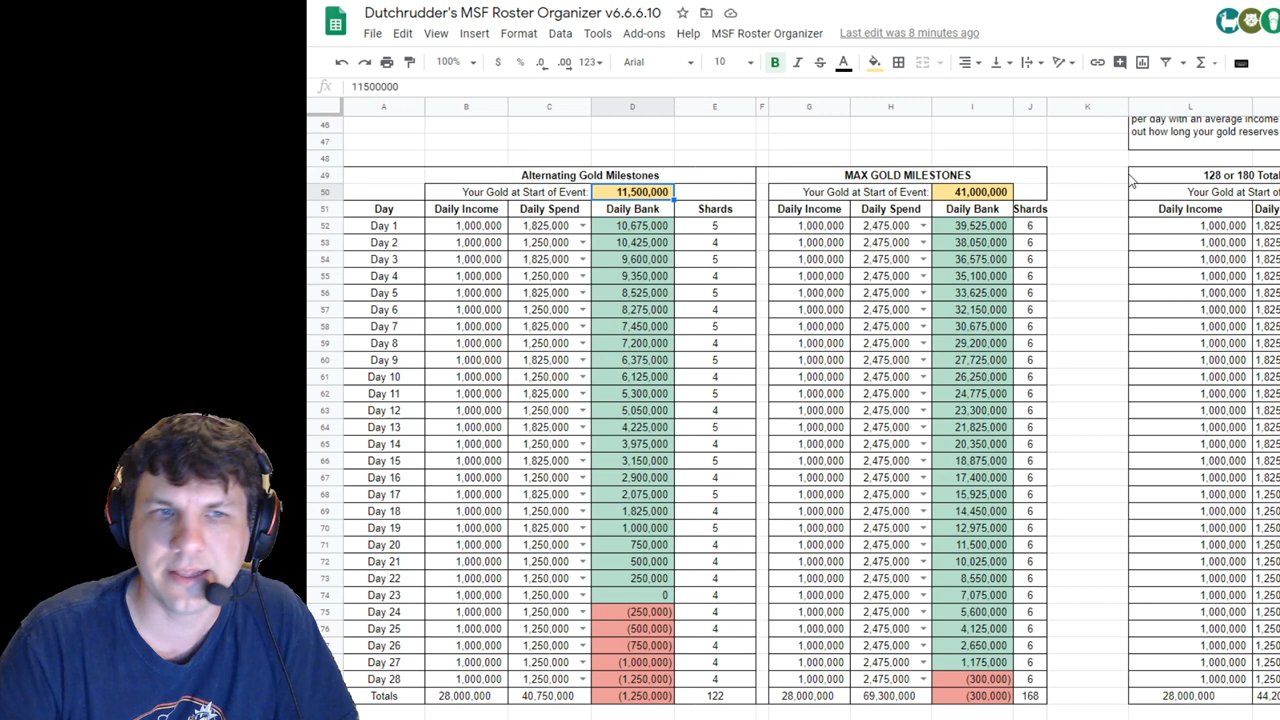 Dutchrudder's MSF Roster Organizer v6.6.6.10
File Edit View Insert Format Data Tools Add-ons Help MSF Roster Organizer Last edit was 8 minutes ago
100% $ % .0 .00 123 Arial 10 B I S A
fx 11500000
A B C D E F G H I J K L
46 per day with an average income
47 out how long your gold reserves
48
49 Alternating Gold Milestones MAX GOLD MILESTONES 128 or 180 Tota
50 Your Gold at Start of Event: 11,500,000 Your Gold at Start of Event: 41,000,000 Your Gold at Start o
51 Day Daily Income Daily Spend Daily Bank Shards Daily Income Daily Spend Daily Bank Shards Daily Income Daily
52 Day 1 1,000,000 1,825,000 10,675,000 5 1,000,000 2,475,000 39,525,000 6 1,000,000 1,825
53 Day 2 1,000,000 1,250,000 10,425,000 4 1,000,000 2,475,000 38,050,000 6 1,000,000 1,825
54 Day 3 1,000,000 1,825,000 9,600,000 5 1,000,000 2,475,000 36,575,000 6 1,000,000 1,825
55 Day 4 1,000,000 1,250,000 9,350,000 4 1,000,000 2,475,000 35,100,000 6 1,000,000 1,825
56 Day 5 1,000,000 1,825,000 8,525,000 5 1,000,000 2,475,000 33,625,000 6 1,000,000 1,825
57 Day 6 1,000,000 1,250,000 8,275,000 4 1,000,000 2,475,000 32,150,000 6 1,000,000 1,825
58 Day 7 1,000,000 1,825,000 7,450,000 5 1,000,000 2,475,000 30,675,000 6 1,000,000 1,825
59 Day 8 1,000,000 1,250,000 7,200,000 4 1,000,000 2,475,000 29,200,000 6 1,000,000 1,825
60 Day 9 1,000,000 1,825,000 6,375,000 5 1,000,000 2,475,000 27,725,000 6 1,000,000 1,825
61 Day 10 1,000,000 1,250,000 6,125,000 4 1,000,000 2,475,000 26,250,000 6 1,000,000 1,825
62 Day 11 1,000,000 1,825,000 5,300,000 5 1,000,000 2,475,000 24,775,000 6 1,000,000 1,825
63 Day 12 1,000,000 1,250,000 5,050,000 4 1,000,000 2,475,000 23,300,000 6 1,000,000 1,825
64 Day 13 1,000,000 1,825,000 4,225,000 5 1,000,000 2,475,000 21,825,000 6 1,000,000 1,825
65 Day 14 1,000,000 1,250,000 3,975,000 4 1,000,000 2,475,000 20,350,000 6 1,000,000 1,825
66 Day 15 1,000,000 1,825,000 3,150,000 5 1,000,000 2,475,000 18,875,000 6 1,000,000 1,825
67 Day 16 1,000,000 1,250,000 2,900,000 4 1,000,000 2,475,000 17,400,000 6 1,000,000 1,825
68 Day 17 1,000,000 1,825,000 2,075,000 5 1,000,000 2,475,000 15,925,000 6 1,000,000 1,250
69 Day 18 1,000,000 1,250,000 1,825,000 4 1,000,000 2,475,000 14,450,000 6 1,000,000 1,250
70 Day 19 1,000,000 1,825,000 1,000,000 5 1,000,000 2,475,000 12,975,000 6 1,000,000 1,250
71 Day 20 1,000,000 1,250,000 750,000 4 1,000,000 2,475,000 11,500,000 6 1,000,000 1,250
72 Day 21 1,000,000 1,250,000 500,000 4 1,000,000 2,475,000 10,025,000 6 1,000,000 1,250
73 Day 22 1,000,000 1,250,000 250,000 4 1,000,000 2,475,000 8,550,000 6 1,000,000 1,250
74 Day 23 1,000,000 1,250,000 0 4 1,000,000 2,475,000 7,075,000 6 1,000,000 1,250
75 Day 24 1,000,000 1,250,000 (250,000) 4 1,000,000 2,475,000 5,600,000 6 1,000,000 1,250
76 Day 25 1,000,000 1,250,000 (500,000) 4 1,000,000 2,475,000 4,125,000 6 1,000,000 1,250
Day 26 1,000,000 1,250,000 (750,000) 4 1,000,000 2,475,000 2,650,000 6 1,000,000 1,250
78 Day 27 1,000,000 1,250,000 (1,000,000) 4 1,000,000 2,475,000 1,175,000 6 1,000,000 1,250
79 Day 28 1,000,000 1,250,000 (1,250,000) 4 1,000,000 2,475,000 (300,000) 6 1,000,000 1,250
80 Totals 28,000,000 40,750,000 (1,250,000) 122 28,000,000 69,300,000 (300,000) 168 28,000,000 44,2